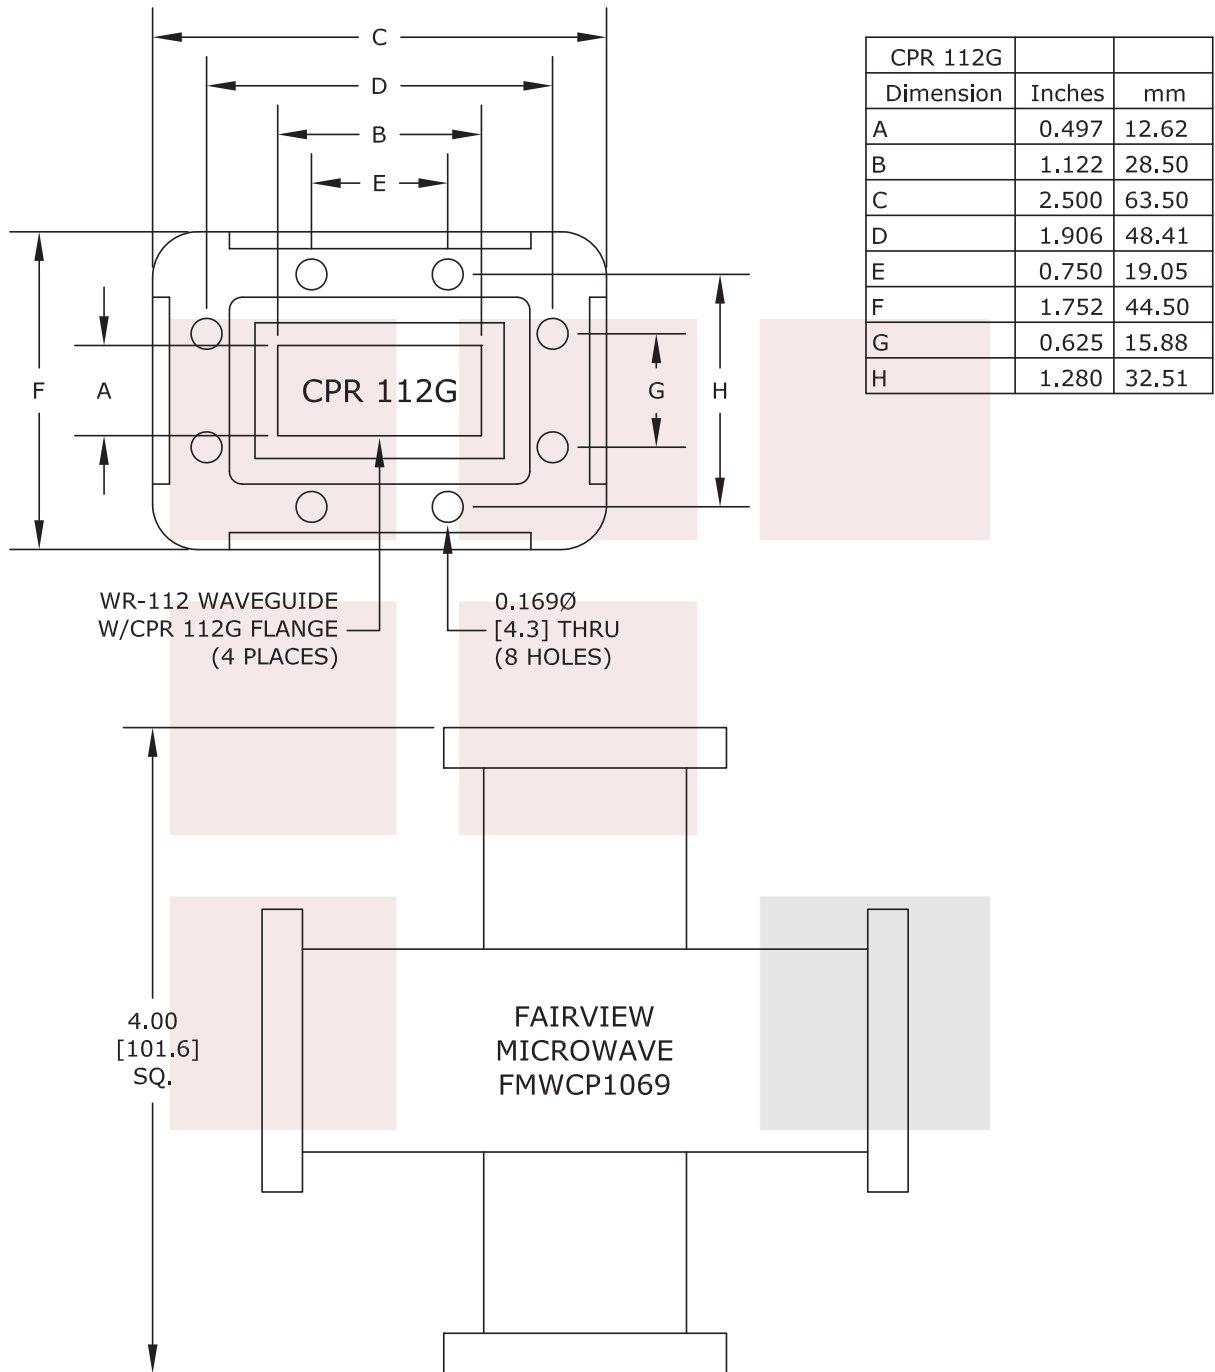 C
D
B
E
F
A
CPR 112G
G
H
WR-112 WAVEGUIDE
W/CPR 112G FLANGE
(4 PLACES)
0.169Ø
[4.3] THRU
(8 HOLES)
CPR 112G
Dimension Inches mm
A 0.497 12.62
B 1.122 28.50
C 2.500 63.50
D 1.906 48.41
E 0.750 19.05
F 1.752 44.50
G 0.625 15.88
H 1.280 32.51
4.00
[101.6]
SQ.
FAIRVIEW
MICROWAVE
FMWCP1069